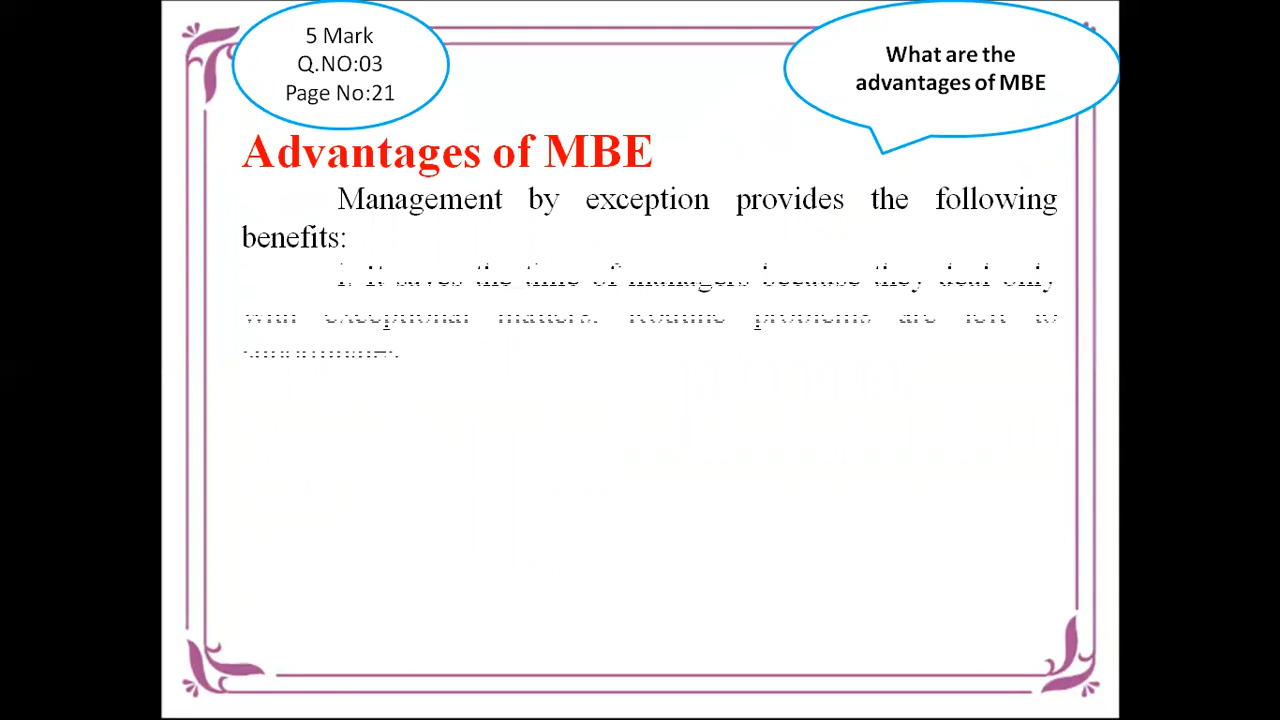 5 Mark
Q.NO:03
Page No:21
What are the
advantages of MBE
Advantages of MBE
Management by exception provides the following
benefits:
i. It saves the time of managers because they deal only
with exceptional matters. Routine problems are left to